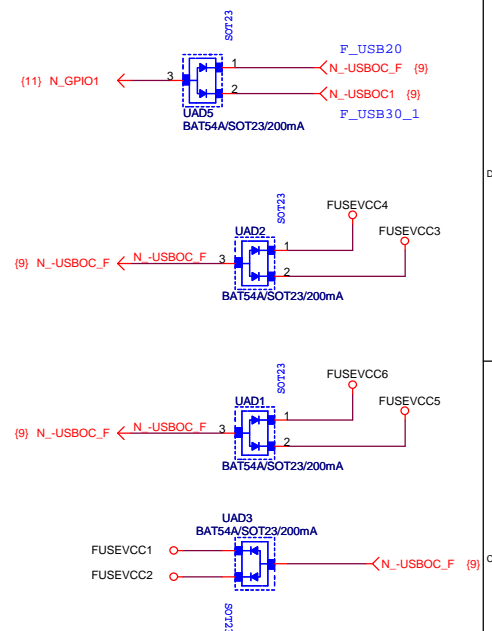 SOT23
F_USB20
1
N_-USBOC_F {9}
{11} N_GPIO1
3
2
N_-USBOC1 {9}
UAD5
F_USB30_1
BAT54A/SOT23/200mA
D
SOT23
FUSEVCC4
UAD2
FUSEVCC3
1
{9} N_-USBOC_F
N_-USBOC_F
3
2
BAT54A/SOT23/200mA
SOT23
FUSEVCC6
UAD1
FUSEVCC5
1
{9} N_-USBOC_F
N_-USBOC_F
3
2
BAT54A/SOT23/200mA
UAD3
BAT54A/SOT23/200mA
FUSEVCC1
C
N_-USBOC_F {9}
FUSEVCC2
SOT23